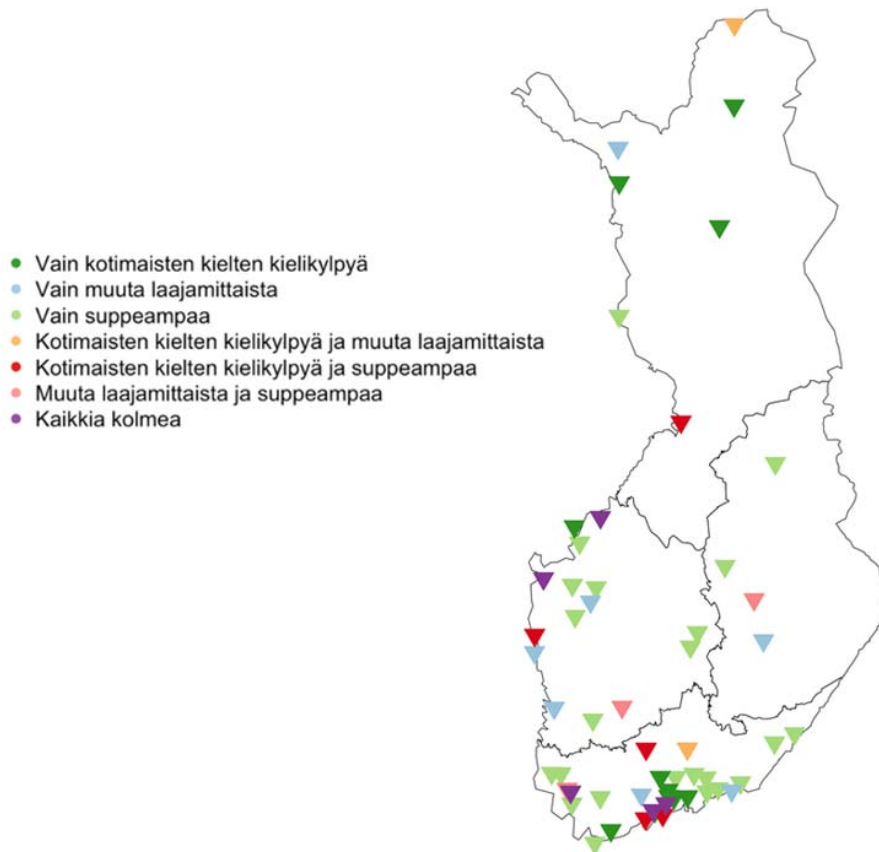 Vain kotimaisten kielten kielikylpyä
Vain muuta laajamittaista
Vain suppeampaa
Kotimaisten kielten kielikylpyä ja muuta laajamittaista
Kotimaisten kielten kielikylpyä ja suppeampaa
Muuta laajamittaista ja suppeampaa
Kaikkia kolmea